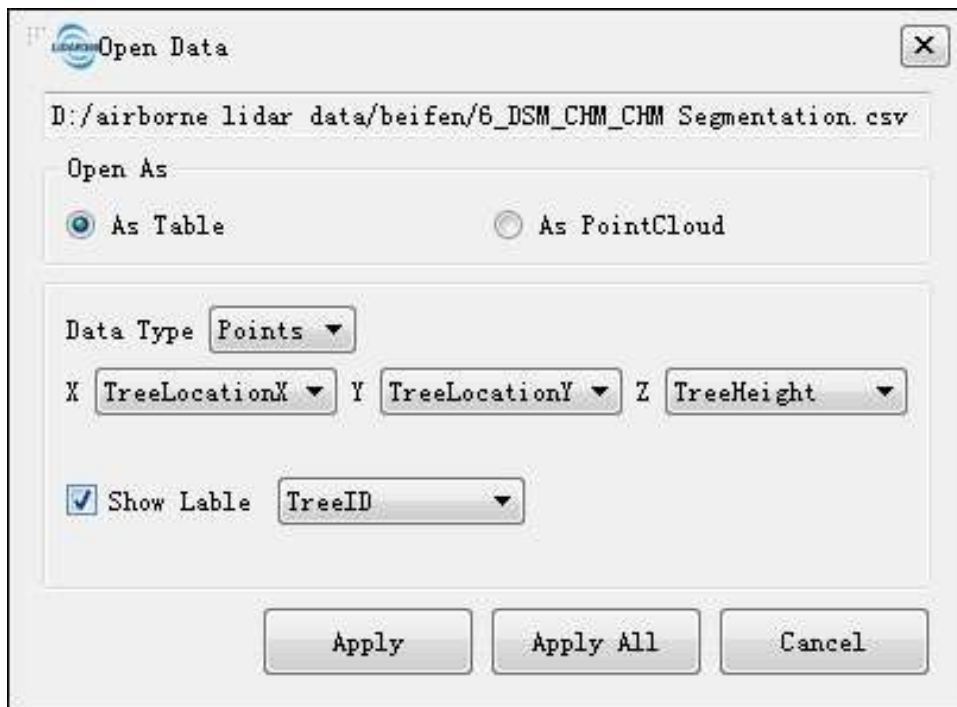 Open Data
D:/airborne lidar data/beifen/6_DSM_CHM_CHM Segmentation.csv
Open As
As Table As PointCloud
Data Type Points
X TreeLocationX Y TreeLocationY Z TreeHeight
Show Lable TreeID
Apply Apply All Cancel